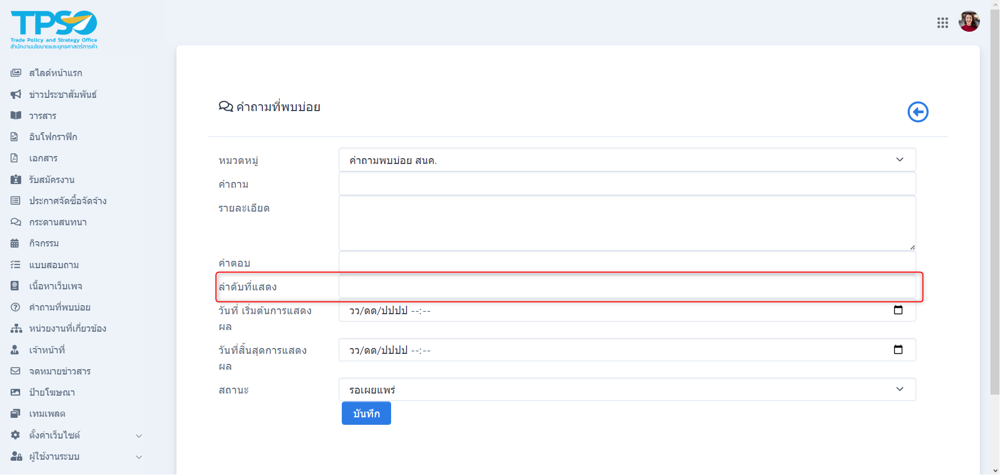 TPSO
Trade Policy and Strategy Office
สำนักงานนโยบายและยุทธศาสตร์การค้า
สไลด์หน้าแรก
ข่าวประชาสัมพันธ์
วารสาร
อินโฟกราฟิก
เอกสาร
รับสมัครงาน
ประกาศจัดซื้อจัดจ้าง
กระดานสนทนา
กิจกรรม
แบบสอบถาม
เนื้อหาเว็บเพจ
คำถามที่พบบ่อย
หน่วยงานที่เกี่ยวข้อง
เจ้าหน้าที่
จดหมายข่าวสาร
ป้ายโฆษณา
เทมเพลต
ตั้งค่าเว็บไซต์
ผู้ใช้งานระบบ
คำถามที่พบบ่อย
หมวดหมู่ คำถามพบบ่อย สนค.
คำถาม
รายละเอียด
คำตอบ
ลำดับที่แสดง
วันที่ เริ่มต้นการแสดง
ผล
วว/ดด/ปปปป --:--
วันที่สิ้นสุดการแสดง
ผล
วว/ดด/ปปปป --:--
สถานะ รอเผยแพร่
บันทึก